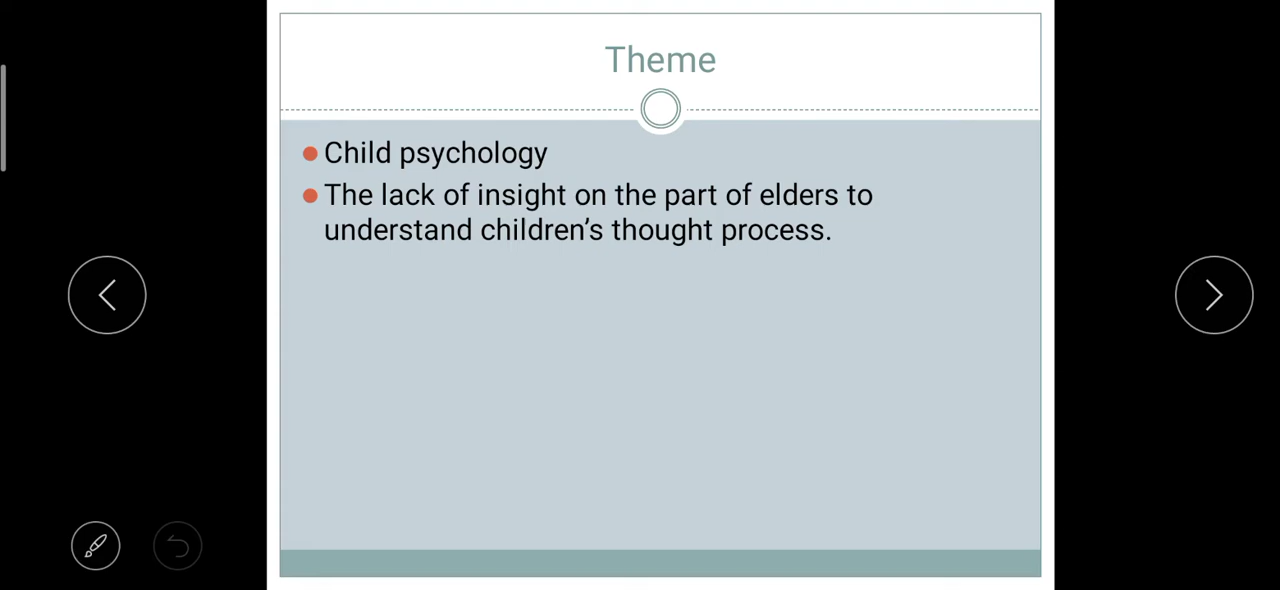 Theme
Child psychology
The lack of insight on the part of elders to
understand children’s thought process.